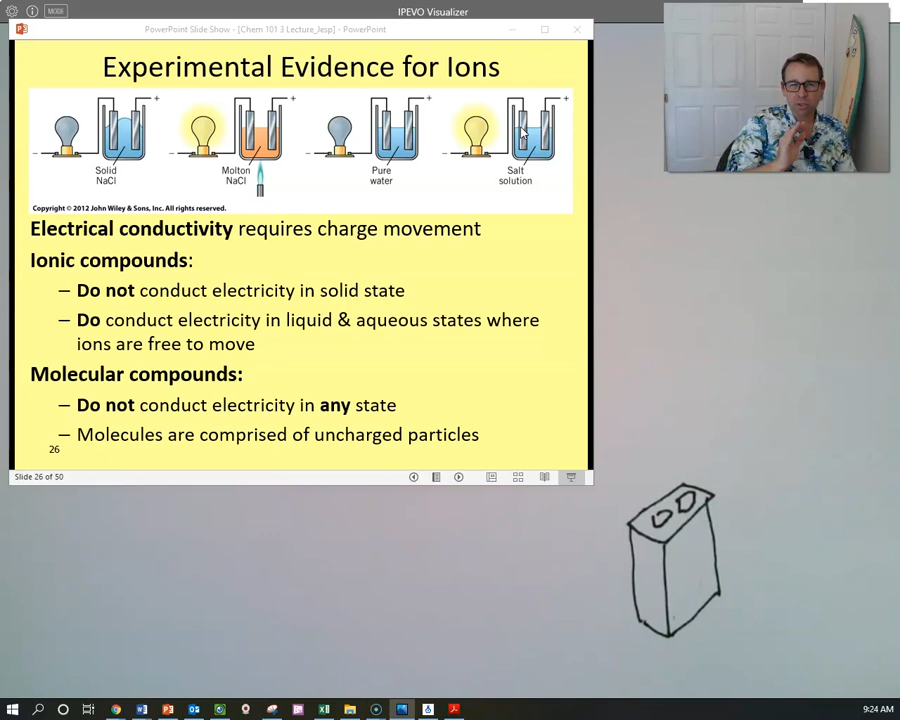 MODE
IPEVO Visualizer
PowerPoint Slide Show - [Chem 101 3 Lecture_Jesp] - PowerPoint
Experimental Evidence for Ions
+ + + +
– – – –
Solid
NaCl
Molton
NaCl
Pure
water
Salt
solution
Copyright © 2012 John Wiley & Sons, Inc. All rights reserved.
Electrical conductivity requires charge movement
Ionic compounds:
– Do not conduct electricity in solid state
– Do conduct electricity in liquid & aqueous states where
ions are free to move
Molecular compounds:
– Do not conduct electricity in any state
– Molecules are comprised of uncharged particles
26
Slide 26 of 50
9:24 AM